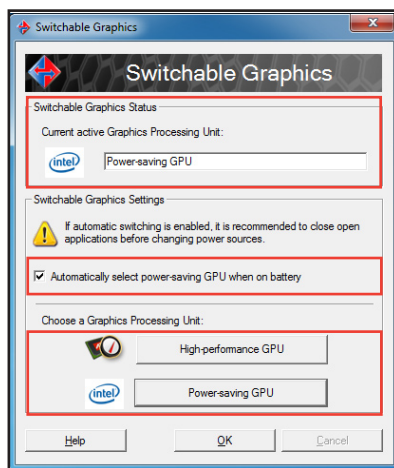 Switchable Graphics
Switchable Graphics
Switchable Graphics Status
Current active Graphics Processing Unit:
intel
Power-saving GPU
Switchable Graphics Settings
If automatic switching is enabled, it is recommended to close open
applications before changing power sources.
Automatically select power-saving GPU when on battery
Choose a Graphics Processing Unit:
High-performance GPU
intel
Power-saving GPU
Help
OK
Cancel